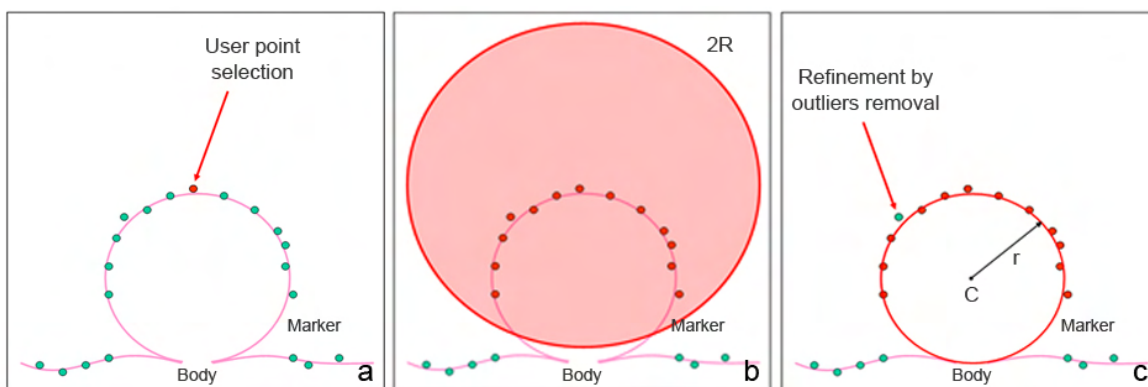 User point
selection
Marker
Body
a
2R
Marker
Body
b
Refinement by
outliers removal
r
C
Marker
Body
c